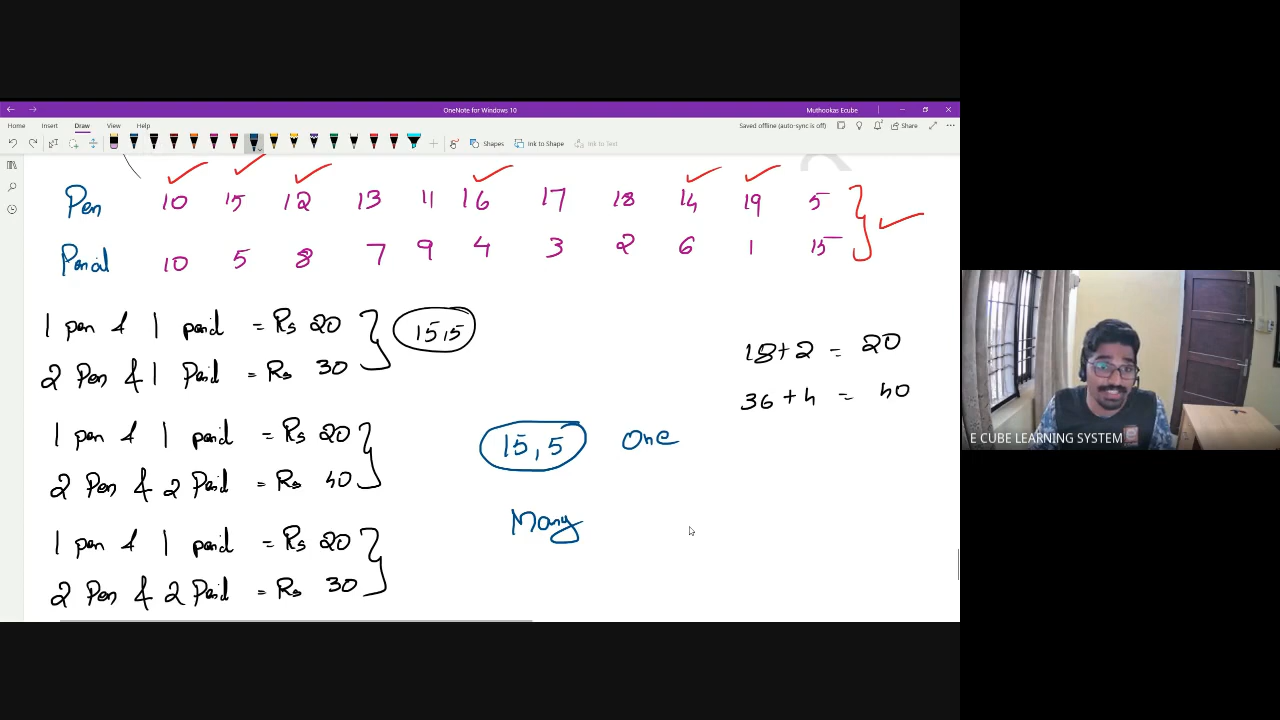 OneNote for Windows 10
Muthookas Ecube
Home Insert Draw View Help
Saved offline (auto-sync is off)
Share
Shapes
Ink to Shape
Ink to Text
Pen 10 15 12 13 11 16 17 18 14 19 5
Pencil 10 5 8 7 9 4 3 2 6 1 15
1 pen & 1 pencil = Rs 20
15,5
2 Pen & 1 Pencil = Rs 30
18+2 = 20
36+4 = 40
1 pen & 1 pencil = Rs 20
15,5 One
2 Pen & 2 Pencil = Rs 40
Many
1 pen & 1 pencil = Rs 20
2 Pen & 2 Pencil = Rs 30
E CUBE LEARNING SYSTEM